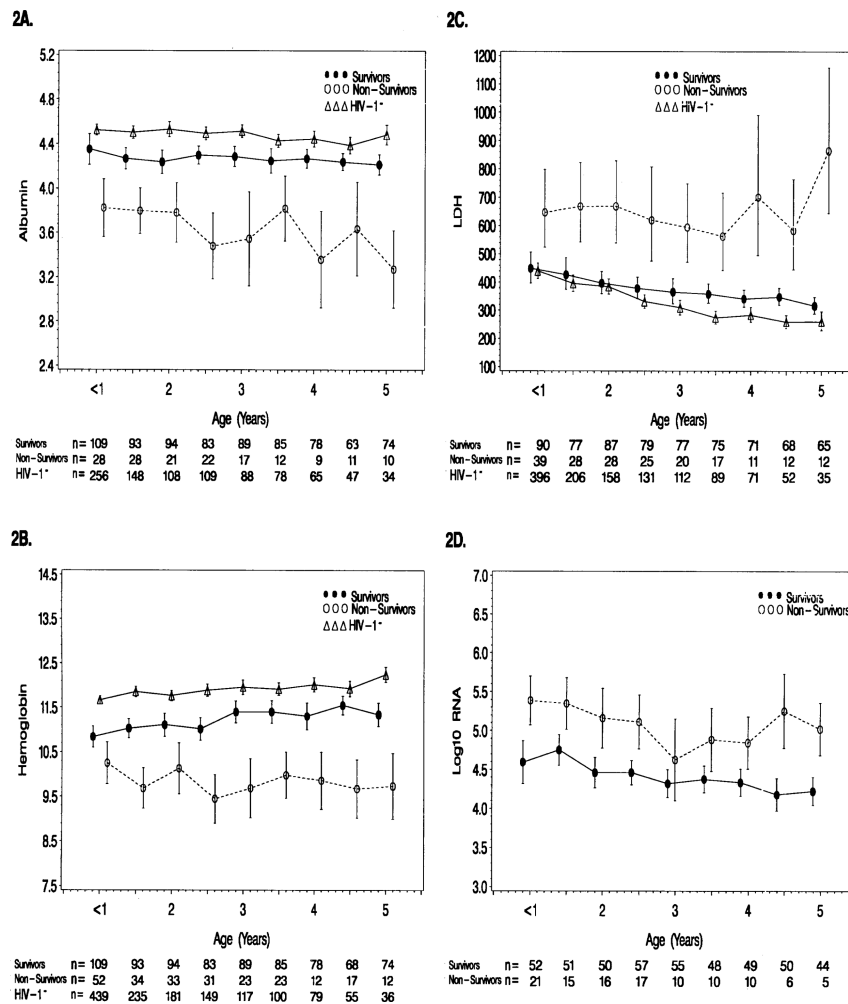 2A.
5.2
4.8
4.4
4.0
3.6
3.2
2.8
2.4
Albumin
Survivors
Non-Survivors
HIV-1-
<1 2 3 4 5
Age (Years)
Survivors n= 109 93 94 83 89 85 78 63 74
Non-Survivors n= 28 28 21 22 17 12 9 11 10
HIV-1- n= 256 148 108 109 88 78 65 47 34
2C.
1200
1100
1000
900
800
700
600
500
400
300
200
100
LDH
Survivors
Non-Survivors
HIV-1-
<1 2 3 4 5
Age (Years)
Survivors n= 90 77 87 79 77 75 71 68 65
Non-Survivors n= 39 28 28 25 20 17 11 12 12
HIV-1- n= 396 206 158 131 112 89 71 52 35
2B.
14.5
13.5
12.5
11.5
10.5
9.5
8.5
7.5
Hemoglobin
Survivors
Non-Survivors
HIV-1-
<1 2 3 4 5
Age (Years)
Survivors n= 109 93 94 83 89 85 78 68 74
Non-Survivors n= 52 34 33 31 23 23 12 17 12
HIV-1- n= 439 235 181 149 117 100 79 55 36
2D.
7.0
6.5
6.0
5.5
5.0
4.5
4.0
3.5
3.0
Log10 RNA
Survivors
Non-Survivors
<1 2 3 4 5
Age (Years)
Survivors n= 52 51 50 57 55 48 49 50 44
Non-Survivors n= 21 15 16 17 10 10 10 6 5